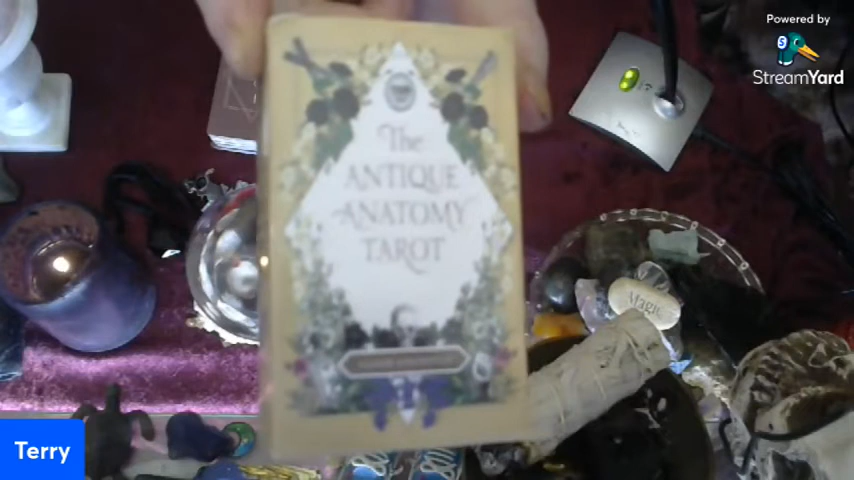 Powered by
StreamYard
The
ANTIQUE
ANATOMY
TAROT
Magic
Terry